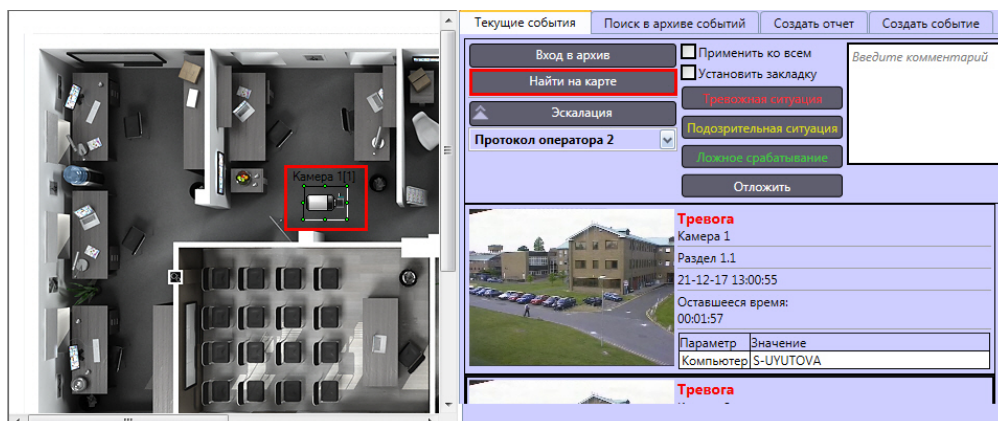 Текущие события
Поиск в архиве событий
Создать отчет
Создать событие
Вход в архив
Найти на карте
Эскалация
Протокол оператора 2
Применить ко всем
Установить закладку
Тревожная ситуация
Подозрительная ситуация
Ложное срабатывание
Отложить
Введите комментарий
Камера 1[1]
Тревога
Камера 1
Раздел 1.1
21-12-17 13:00:55
Оставшееся время:
00:01:57
Параметр Значение
Компьютер S-UYUTOVA
Тревога